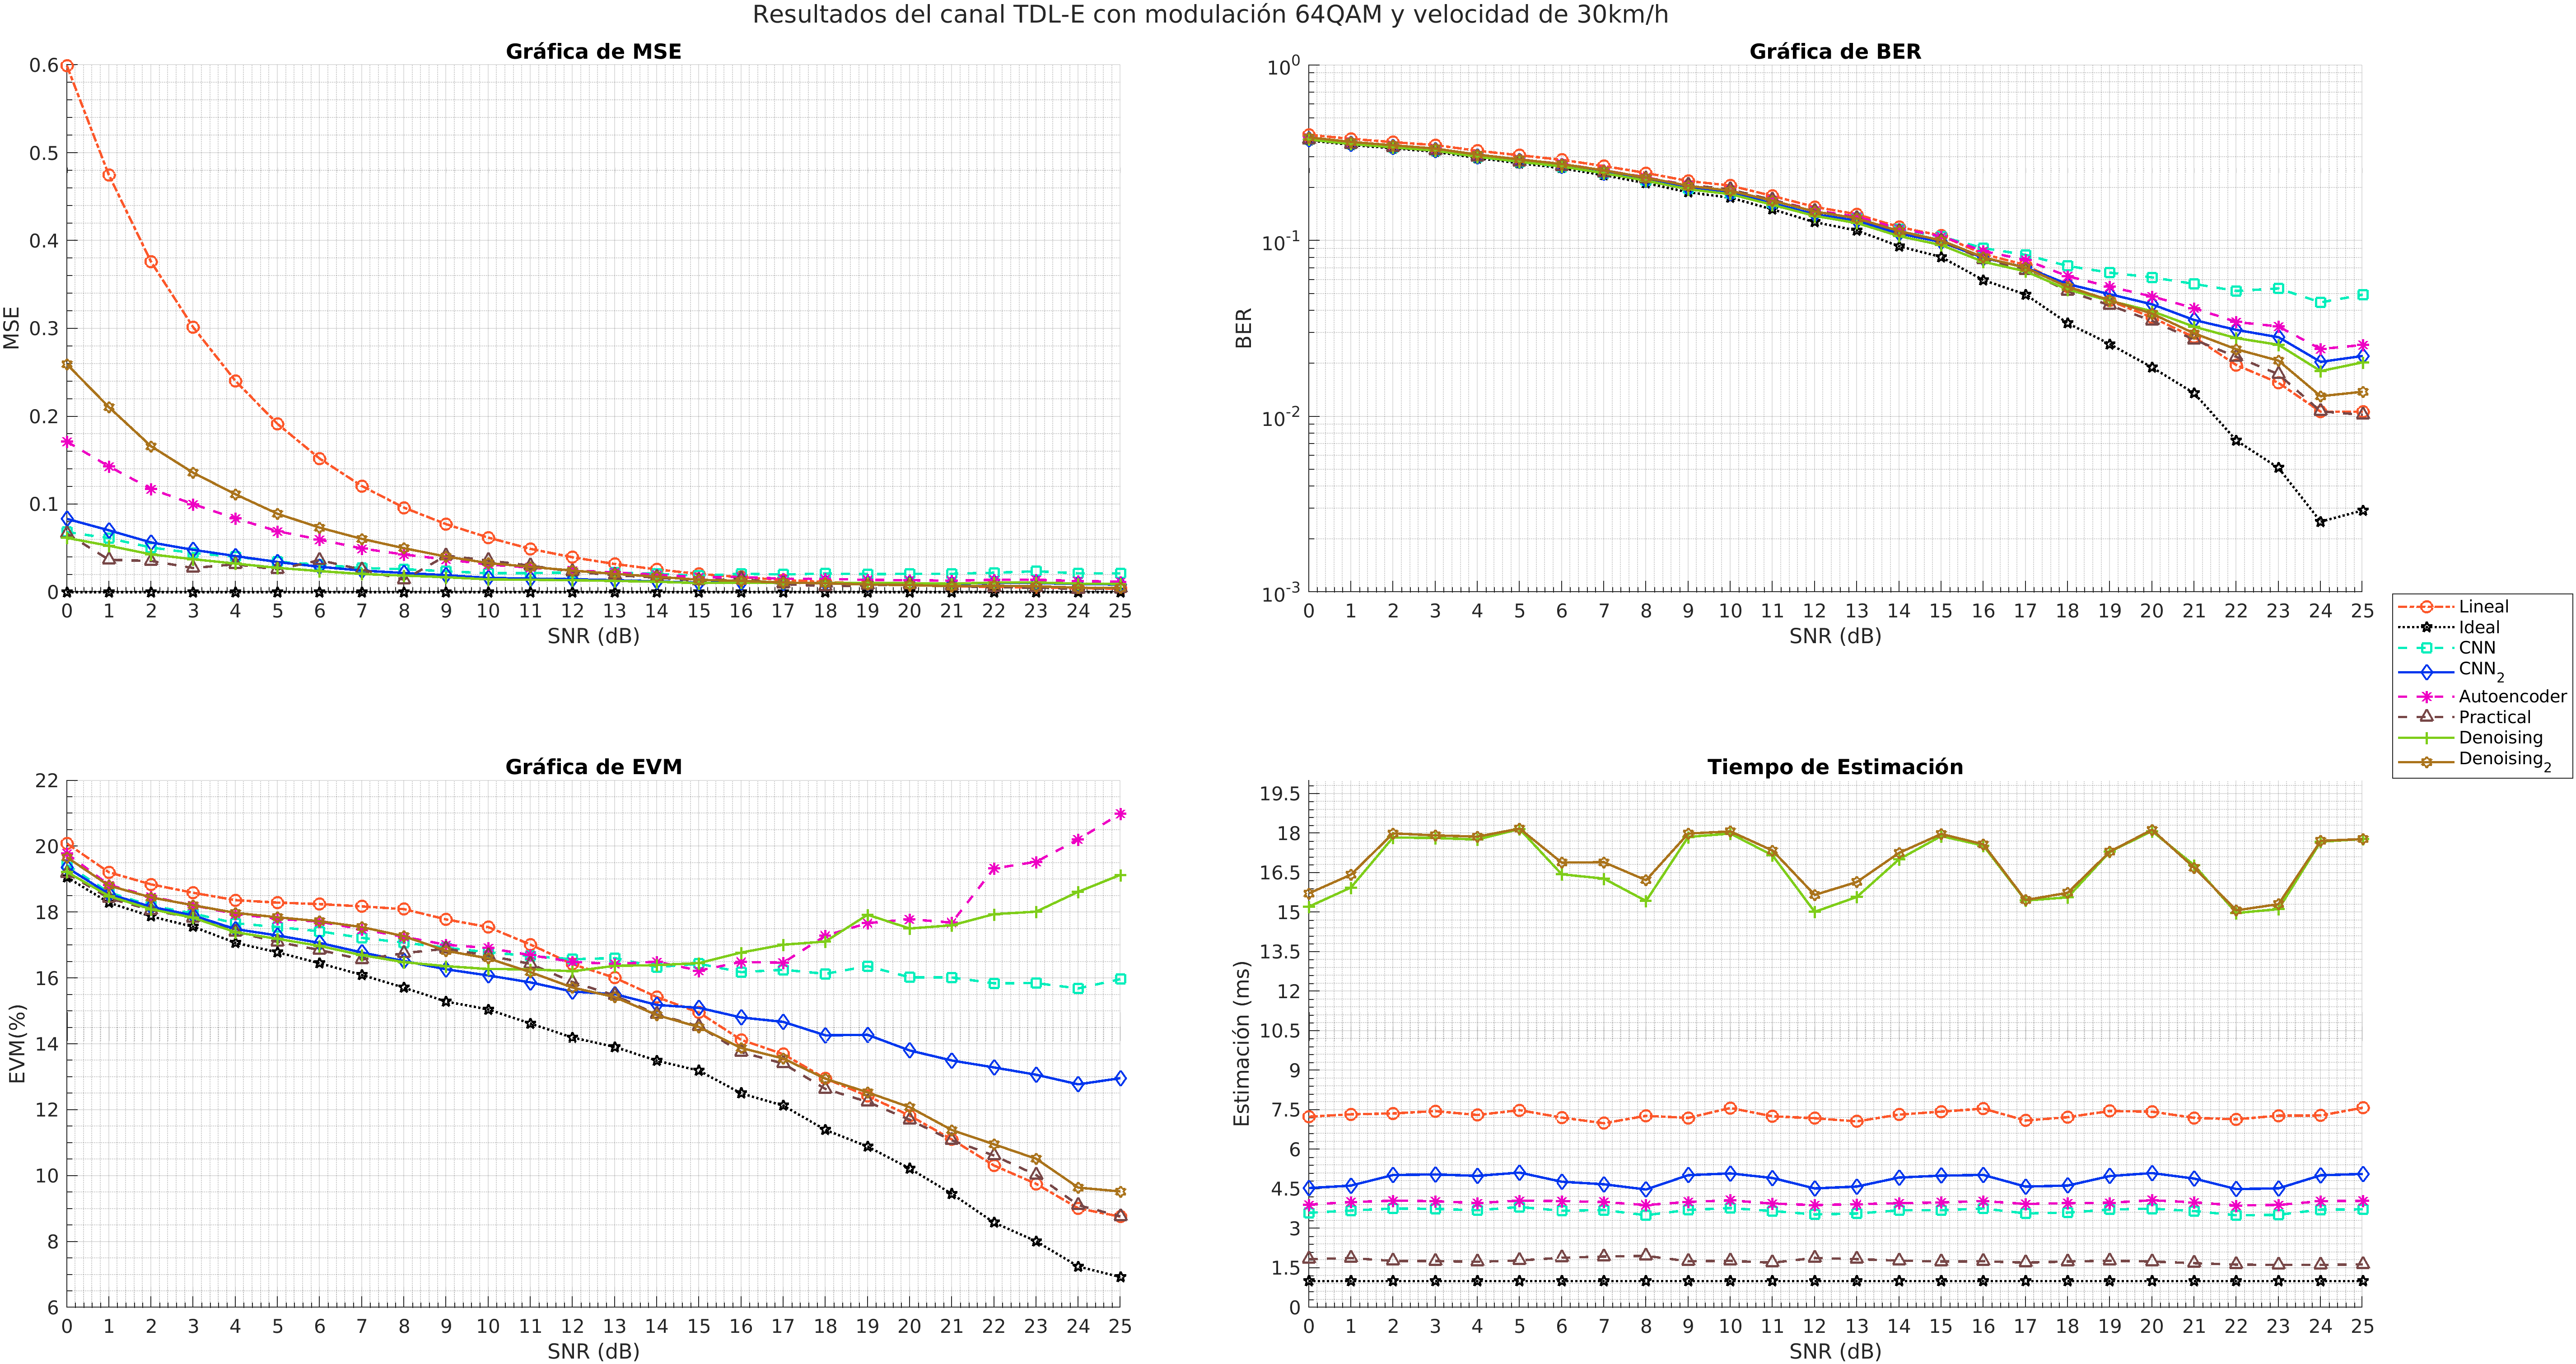 Resultados del canal TDL-E con modulación 64QAM y velocidad de 30km/h
Gráfica de MSE
0.6
0.5
0.4
0.3
0.2
0.1
0
MSE
0 1 2 3 4 5 6 7 8 9 10 11 12 13 14 15 16 17 18 19 20 21 22 23 24 25
SNR (dB)
Gráfica de BER
10^0
10^-1
10^-2
10^-3
BER
0 1 2 3 4 5 6 7 8 9 10 11 12 13 14 15 16 17 18 19 20 21 22 23 24 25
SNR (dB)
Lineal
Ideal
CNN
CNN_2
Autoencoder
Practical
Denoising
Denoising_2
Gráfica de EVM
22
20
18
16
14
12
10
8
6
EVM(%)
0 1 2 3 4 5 6 7 8 9 10 11 12 13 14 15 16 17 18 19 20 21 22 23 24 25
SNR (dB)
Tiempo de Estimación
19.5
18
16.5
15
13.5
12
10.5
9
7.5
6
4.5
3
1.5
0
Estimación (ms)
0 1 2 3 4 5 6 7 8 9 10 11 12 13 14 15 16 17 18 19 20 21 22 23 24 25
SNR (dB)